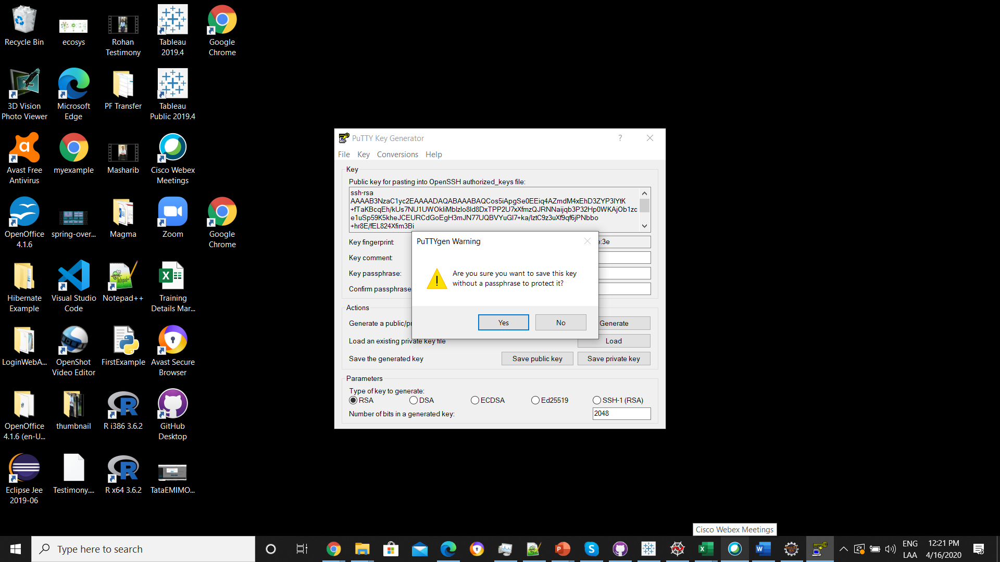 Recycle Bin
ecosys
Rohan
Testimony
Tableau
2019.4
Google
Chrome
3D Vision
Photo Viewer
Microsoft
Edge
PF Transfer
Tableau
Public 2019.4
Avast Free
Antivirus
myexample
Masharib
Cisco Webex
Meetings
OpenOffice
4.1.6
spring-over...
Magma
Zoom
Google
Chrome
Hibernate
Example
Visual Studio
Code
Notepad++
Training
Details Mar...
LoginWebA...
OpenShot
Video Editor
FirstExample
Avast Secure
Browser
OpenOffice
4.1.6 (en-U...
thumbnail
R i386 3.6.2
GitHub
Desktop
Eclipse Jee
2019-06
Testimony....
R x64 3.6.2
TataEMIMO...
PuTTY Key Generator
?
File Key Conversions Help
Key
Public key for pasting into OpenSSH authorized_keys file:
ssh-rsa
+hr8E/fEL824Xfim3Bi
Key fingerprint:
e:3e
Key comment:
Key passphrase:
Confirm passphrase
PuTTYgen Warning
Are you sure you want to save this key
without a passphrase to protect it?
Yes
No
Actions
Generate a public/pr
Generate
Load an existing private key file
Load
Save the generated key
Save public key
Save private key
Parameters
Type of key to generate:
RSA
DSA
ECDSA
Ed25519
SSH-1 (RSA)
Number of bits in a generated key:
2048
Cisco Webex Meetings
Type here to search
ENG
LAA
12:21 PM
4/16/2020